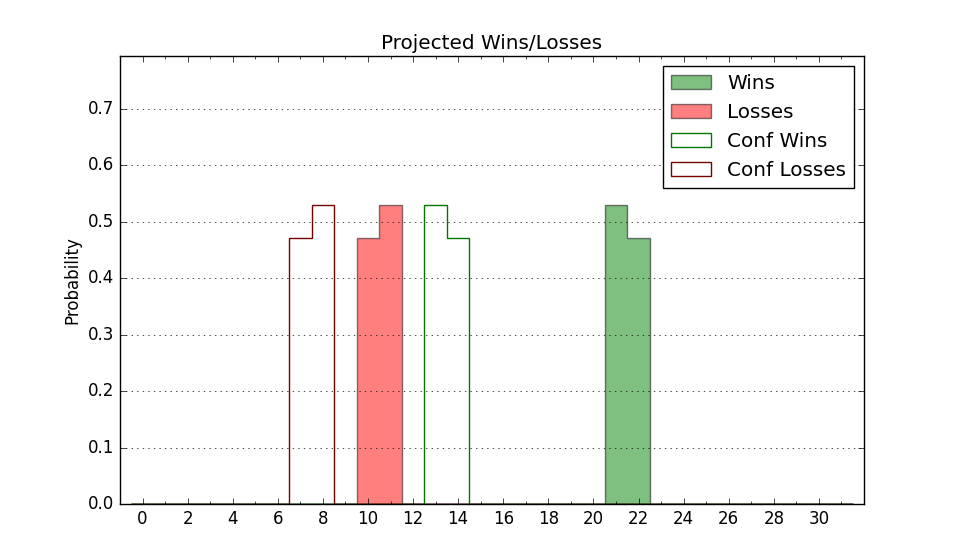 Projected Wins/Losses
Wins
Losses
Conf Wins
Conf Losses
Probability
0.7
0.6
0.5
0.4
0.3
0.2
0.1
0.0
0 2 4 6 8 10 12 14 16 18 20 22 24 26 28 30